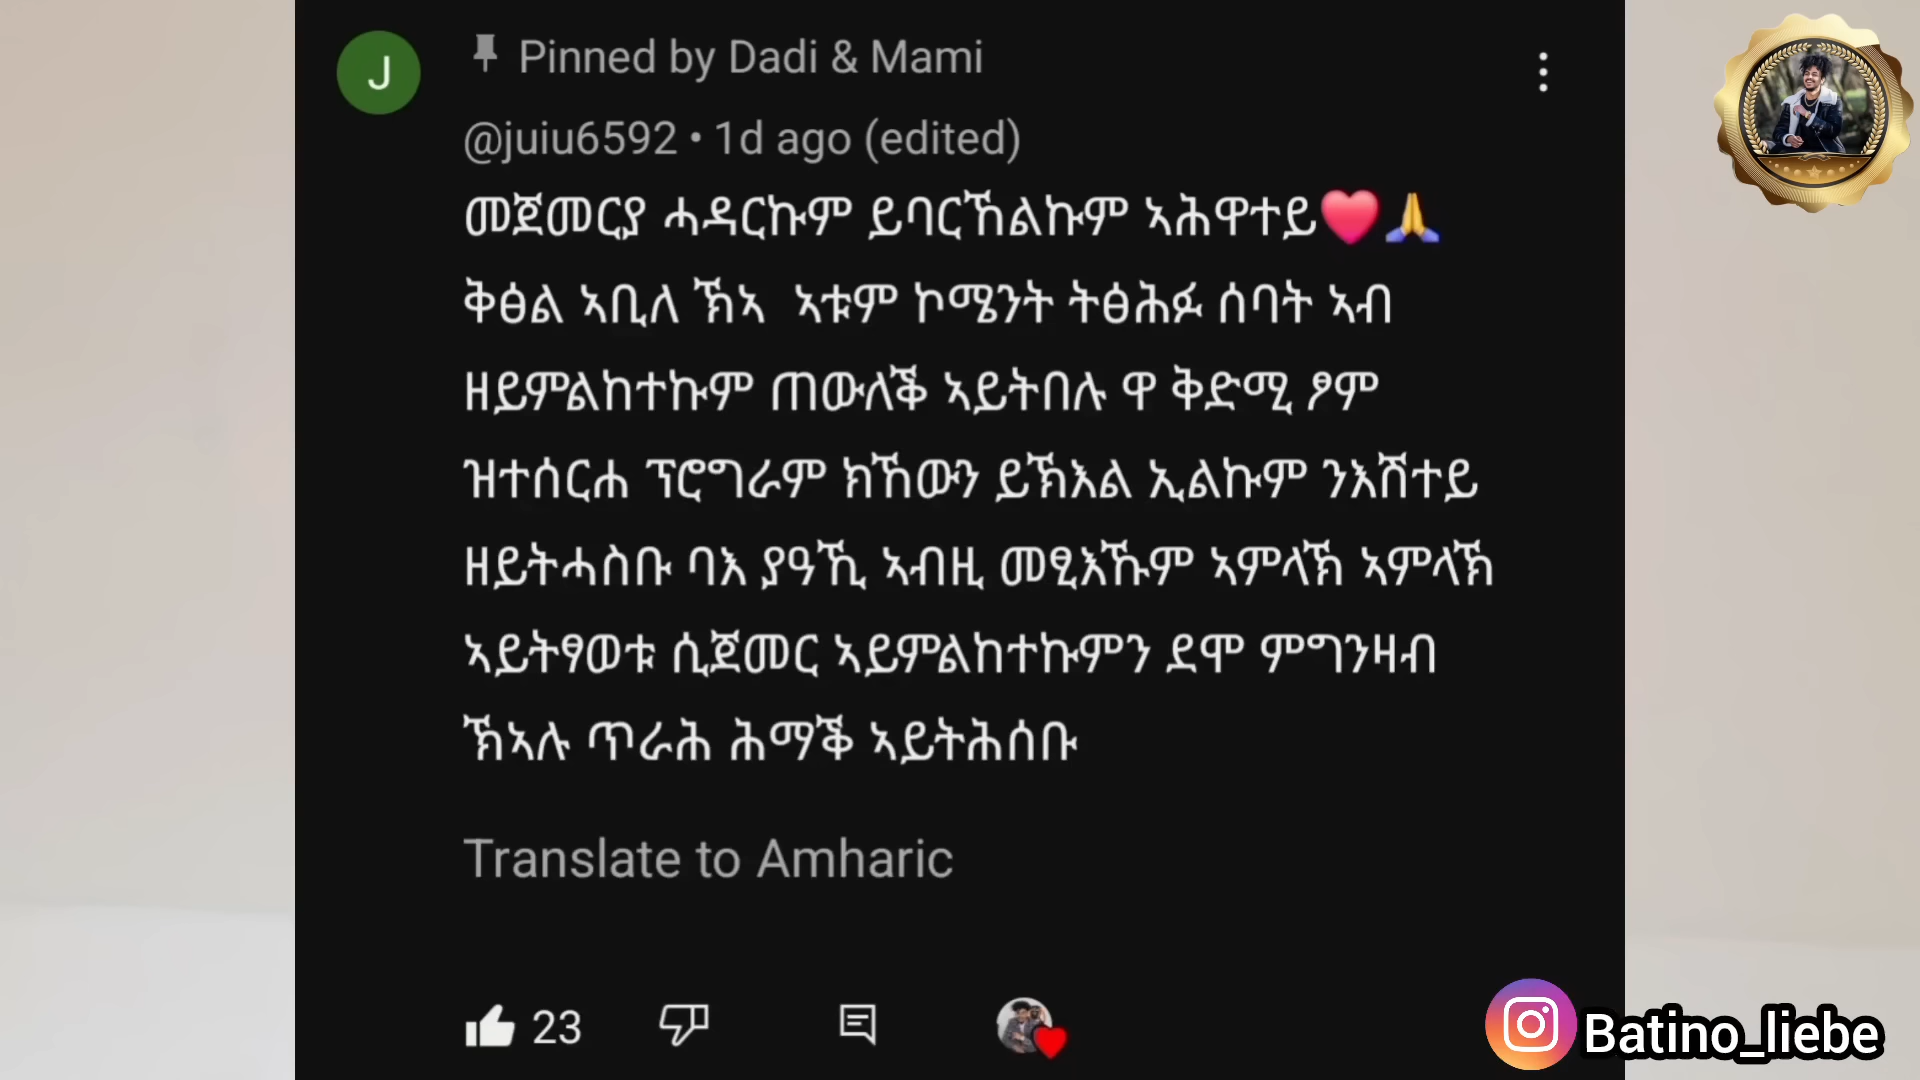 J
Pinned by Dadi & Mami
@juiu6592 • 1d ago (edited)
መጀመርያ ሓዳርኩም ይባርኸልኩም ኣሕዋተይ❤️🙏
ቅፅል ኣቢለ ኽኣ ኣቱም ኮሜንት ትፅሕፉ ሰባት ኣብ
ዘይምልከተኩም ጠውለቕ ኣይትበሉ ዋ ቅድሚ ፆም
ዝተሰርሐ ፕሮግራም ክኸውን ይኽእል ኢልኩም ንእሽተይ
ዘይትሓስቡ ባእ ያዓኺ ኣብዚ መፂእኹም ኣምላኽ ኣምላኽ
ኣይትፃወቱ ሲጀመር ኣይምልከተኩምን ደሞ ምግንዛብ
ኽኣሉ ጥራሕ ሕማቕ ኣይትሕሰቡ
Translate to Amharic
23
Batino_liebe